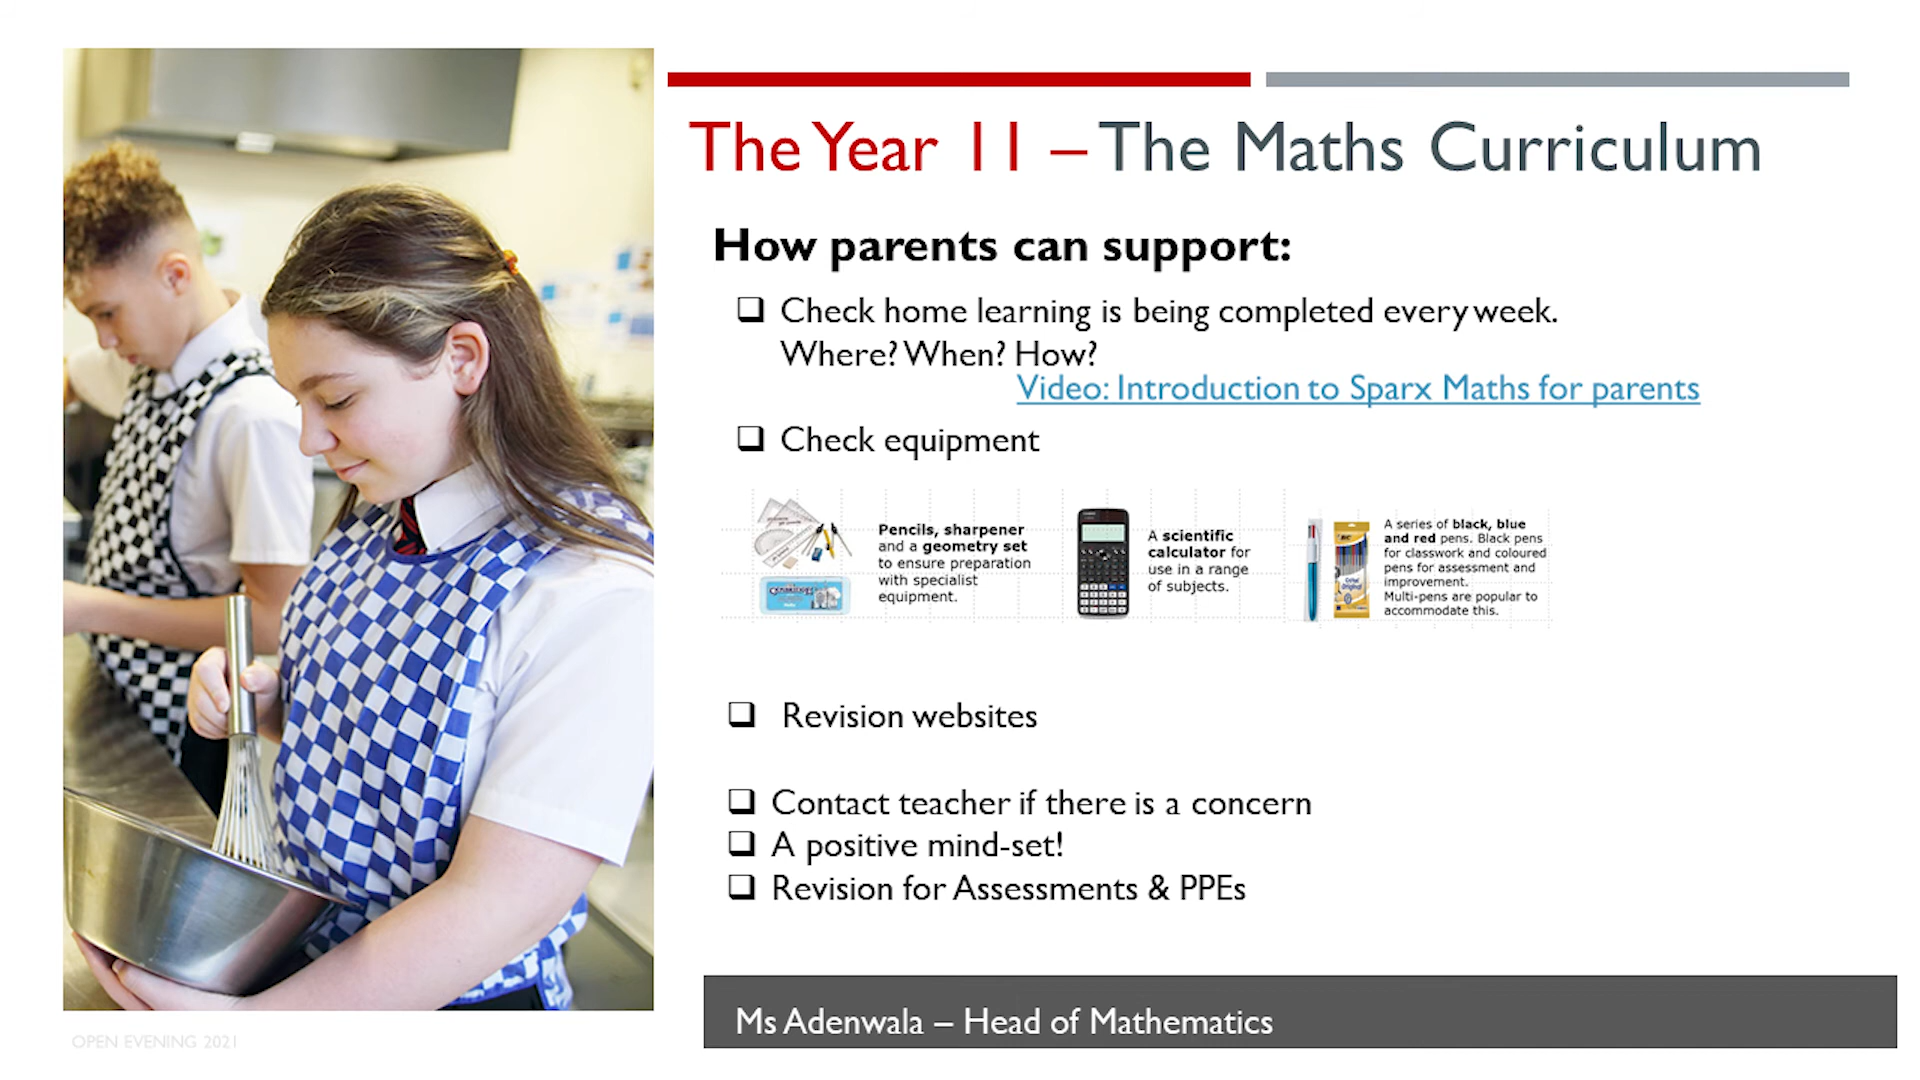 The Year 11 – The Maths Curriculum
How parents can support:
❑ Check home learning is being completed every week.
Where? When? How?
Video: Introduction to Sparx Maths for parents
❑ Check equipment
Pencils, sharpener
and a geometry set
to ensure preparation
with specialist
equipment.
A scientific
calculator for
use in a range
of subjects.
A series of black, blue
and red pens. Black pens
for classwork and coloured
pens for assessment and
improvement.
Multi-pens are popular to
accommodate this.
❑ Revision websites
❑ Contact teacher if there is a concern
❑ A positive mind-set!
❑ Revision for Assessments & PPEs
Ms Adenwala – Head of Mathematics
OPEN EVENING 2021